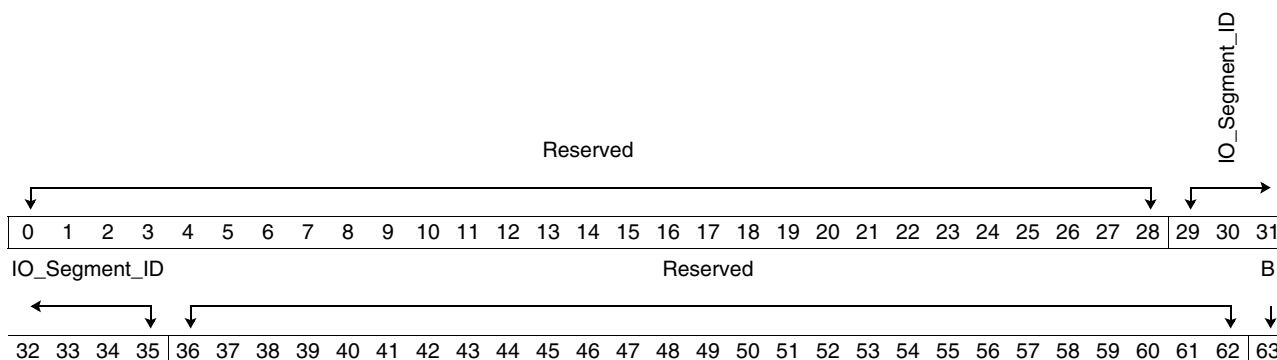 IO_Segment_ID
Reserved
0 1 2 3 4 5 6 7 8 9 10 11 12 13 14 15 16 17 18 19 20 21 22 23 24 25 26 27 28 29 30 31
IO_Segment_ID Reserved B
32 33 34 35 36 37 38 39 40 41 42 43 44 45 46 47 48 49 50 51 52 53 54 55 56 57 58 59 60 61 62 63